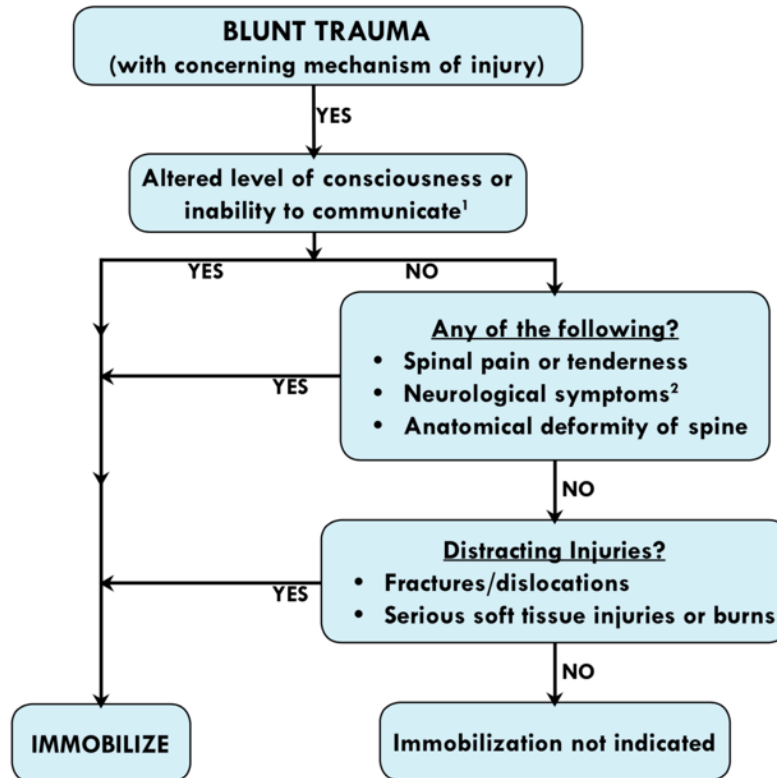 BLUNT TRAUMA
(with concerning mechanism of injury)
YES
Altered level of consciousness or
inability to communicate¹
YES
NO
Any of the following?
• Spinal pain or tenderness
• Neurological symptoms²
• Anatomical deformity of spine
YES
NO
Distracting Injuries?
• Fractures/dislocations
• Serious soft tissue injuries or burns
YES
NO
IMMOBILIZE
Immobilization not indicated